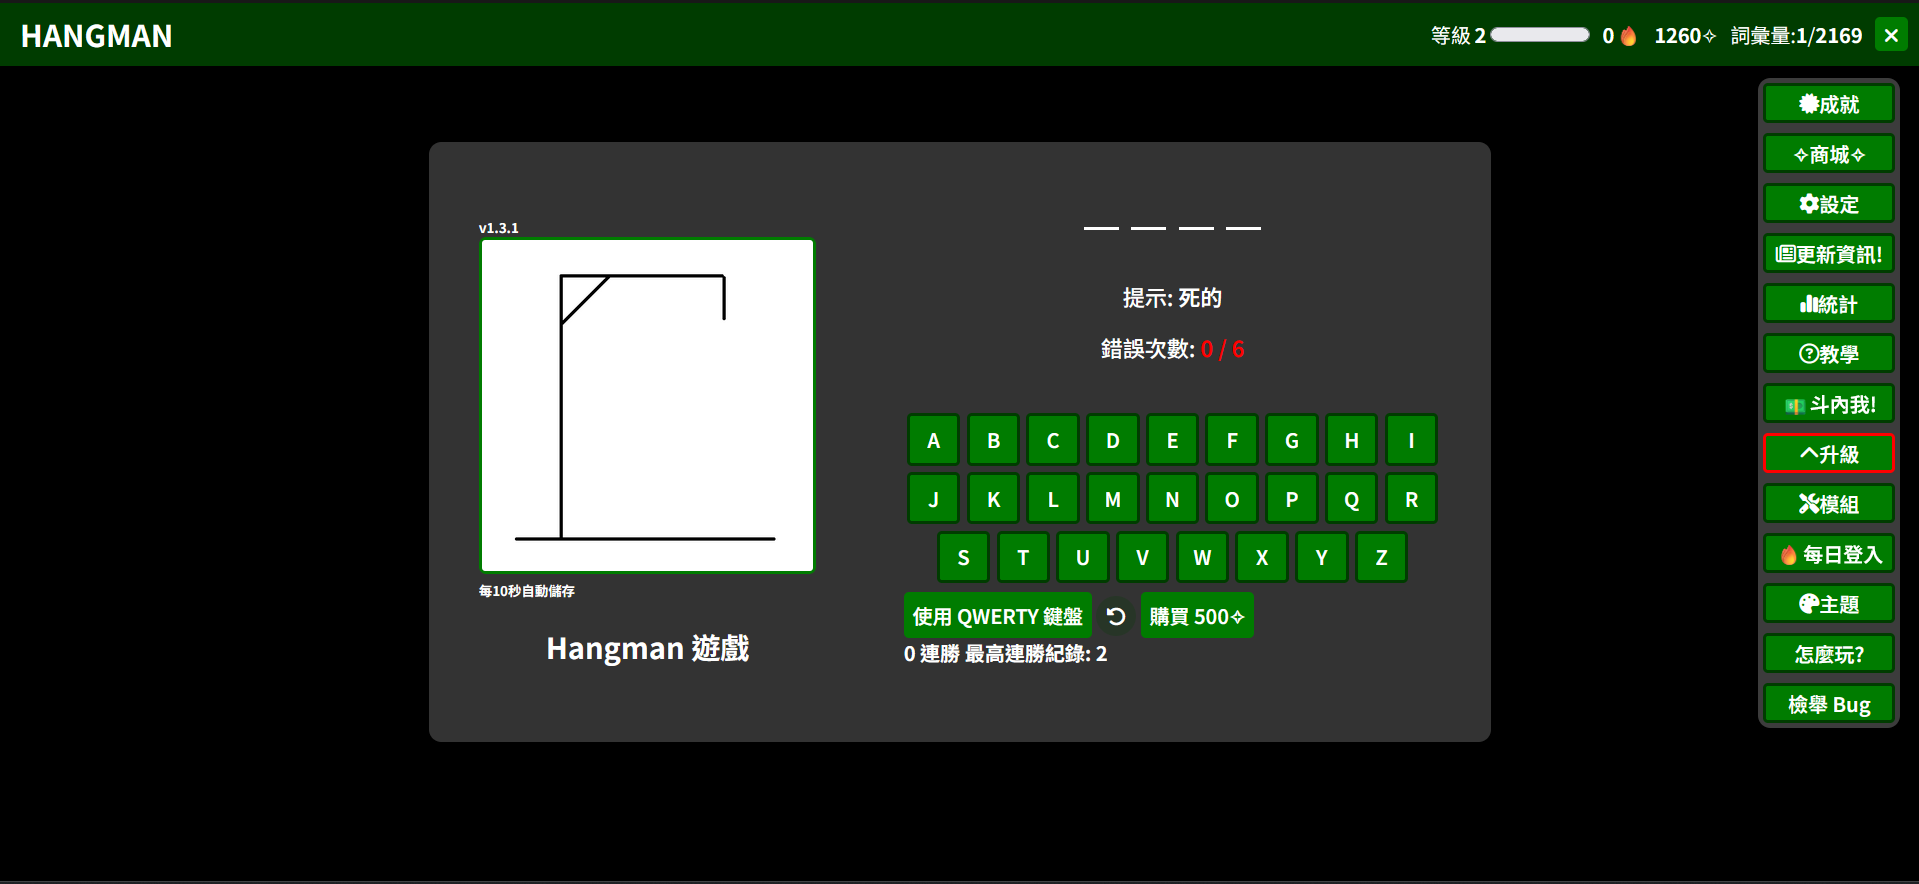 HANGMAN
等級 2 0🔥 1260✧ 詞彙量:1/2169 ×
成就
✧商城✧
設定
更新資訊!
統計
教學
斗內我!
升級
模組
🔥每日登入
主題
怎麼玩?
檢舉 Bug
v1.3.1
每10秒自動儲存
Hangman 遊戲
提示: 死的
錯誤次數: 0 / 6
A B C D E F G H I
J K L M N O P Q R
S T U V W X Y Z
使用 QWERTY 鍵盤 購買 500✧
0 連勝 最高連勝紀錄: 2